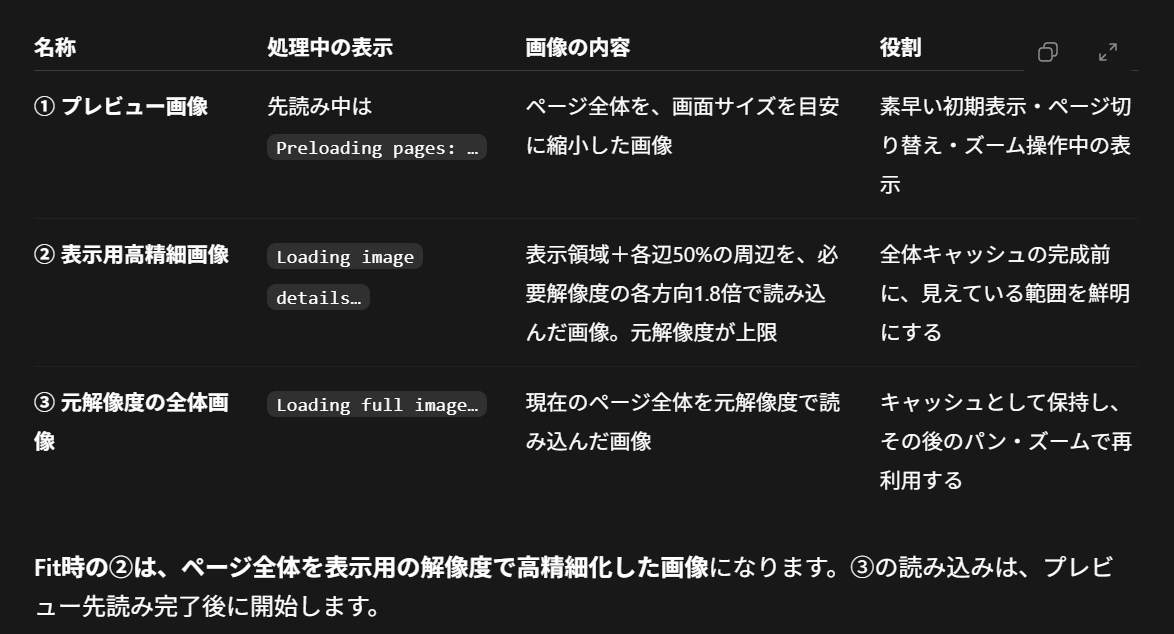 名称 処理中の表示 画像の内容 役割
① プレビュー画像 先読み中は ページ全体を、画面サイズを目安 素早い初期表示・ページ切
Preloading pages: … に縮小した画像 り替え・ズーム操作中の表
示
② 表示用高精細画像 Loading image 表示領域＋各辺50%の周辺を、必 全体キャッシュの完成前
details… 要解像度の各方向1.8倍で読み込 に、見えている範囲を鮮明
んだ画像。元解像度が上限 にする
③ 元解像度の全体画 Loading full image… 現在のページ全体を元解像度で読 キャッシュとして保持し、
像 み込んだ画像 その後のパン・ズームで再
利用する
Fit時の②は、ページ全体を表示用の解像度で高精細化した画像になります。③の読み込みは、プレビ
ュー先読み完了後に開始します。